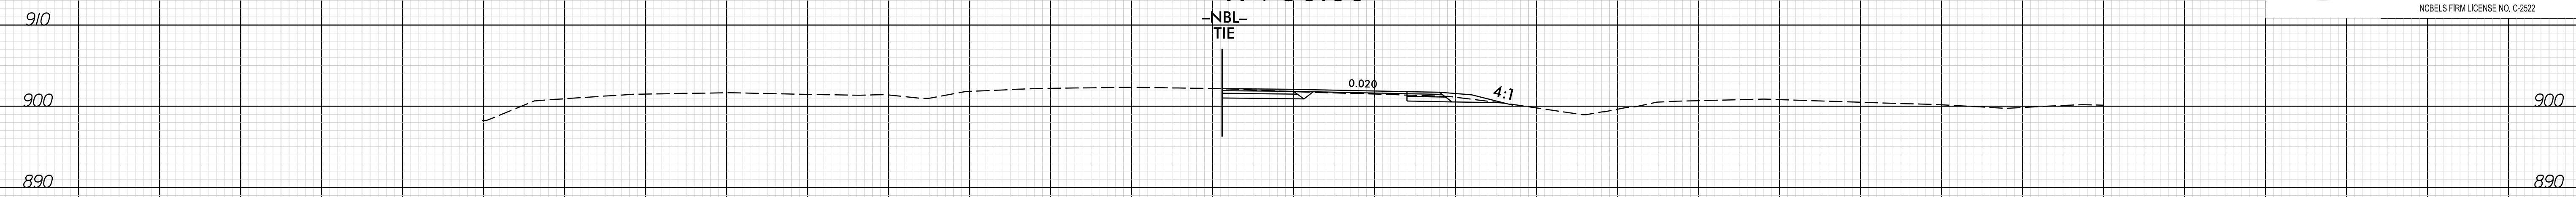 NCBELS FIRM LICENSE NO. C-2522
910
-NBL-
TIE
0.020
4:1
900
900
890
890